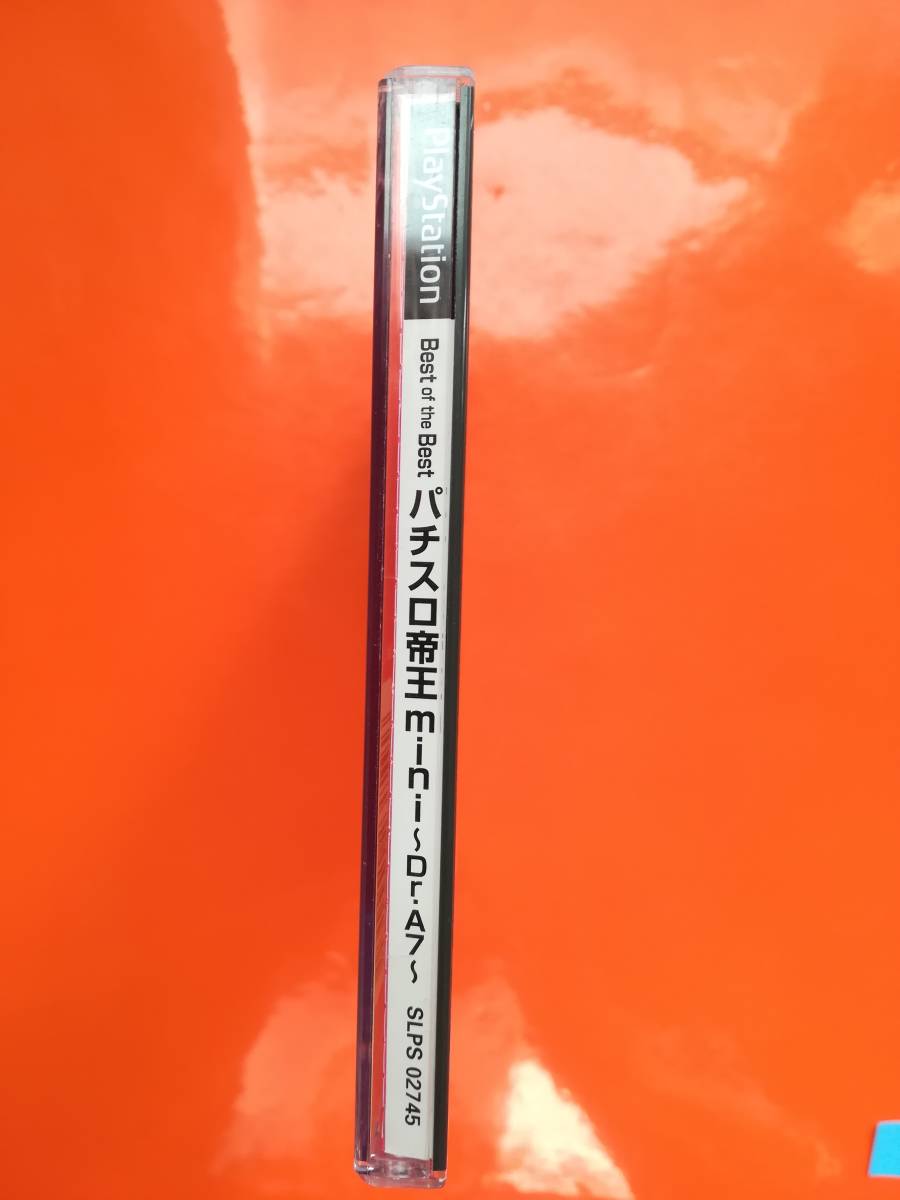 PlayStation
Best of the Best パチスロ帝王mini～Dr.A7～ SLPS 02745